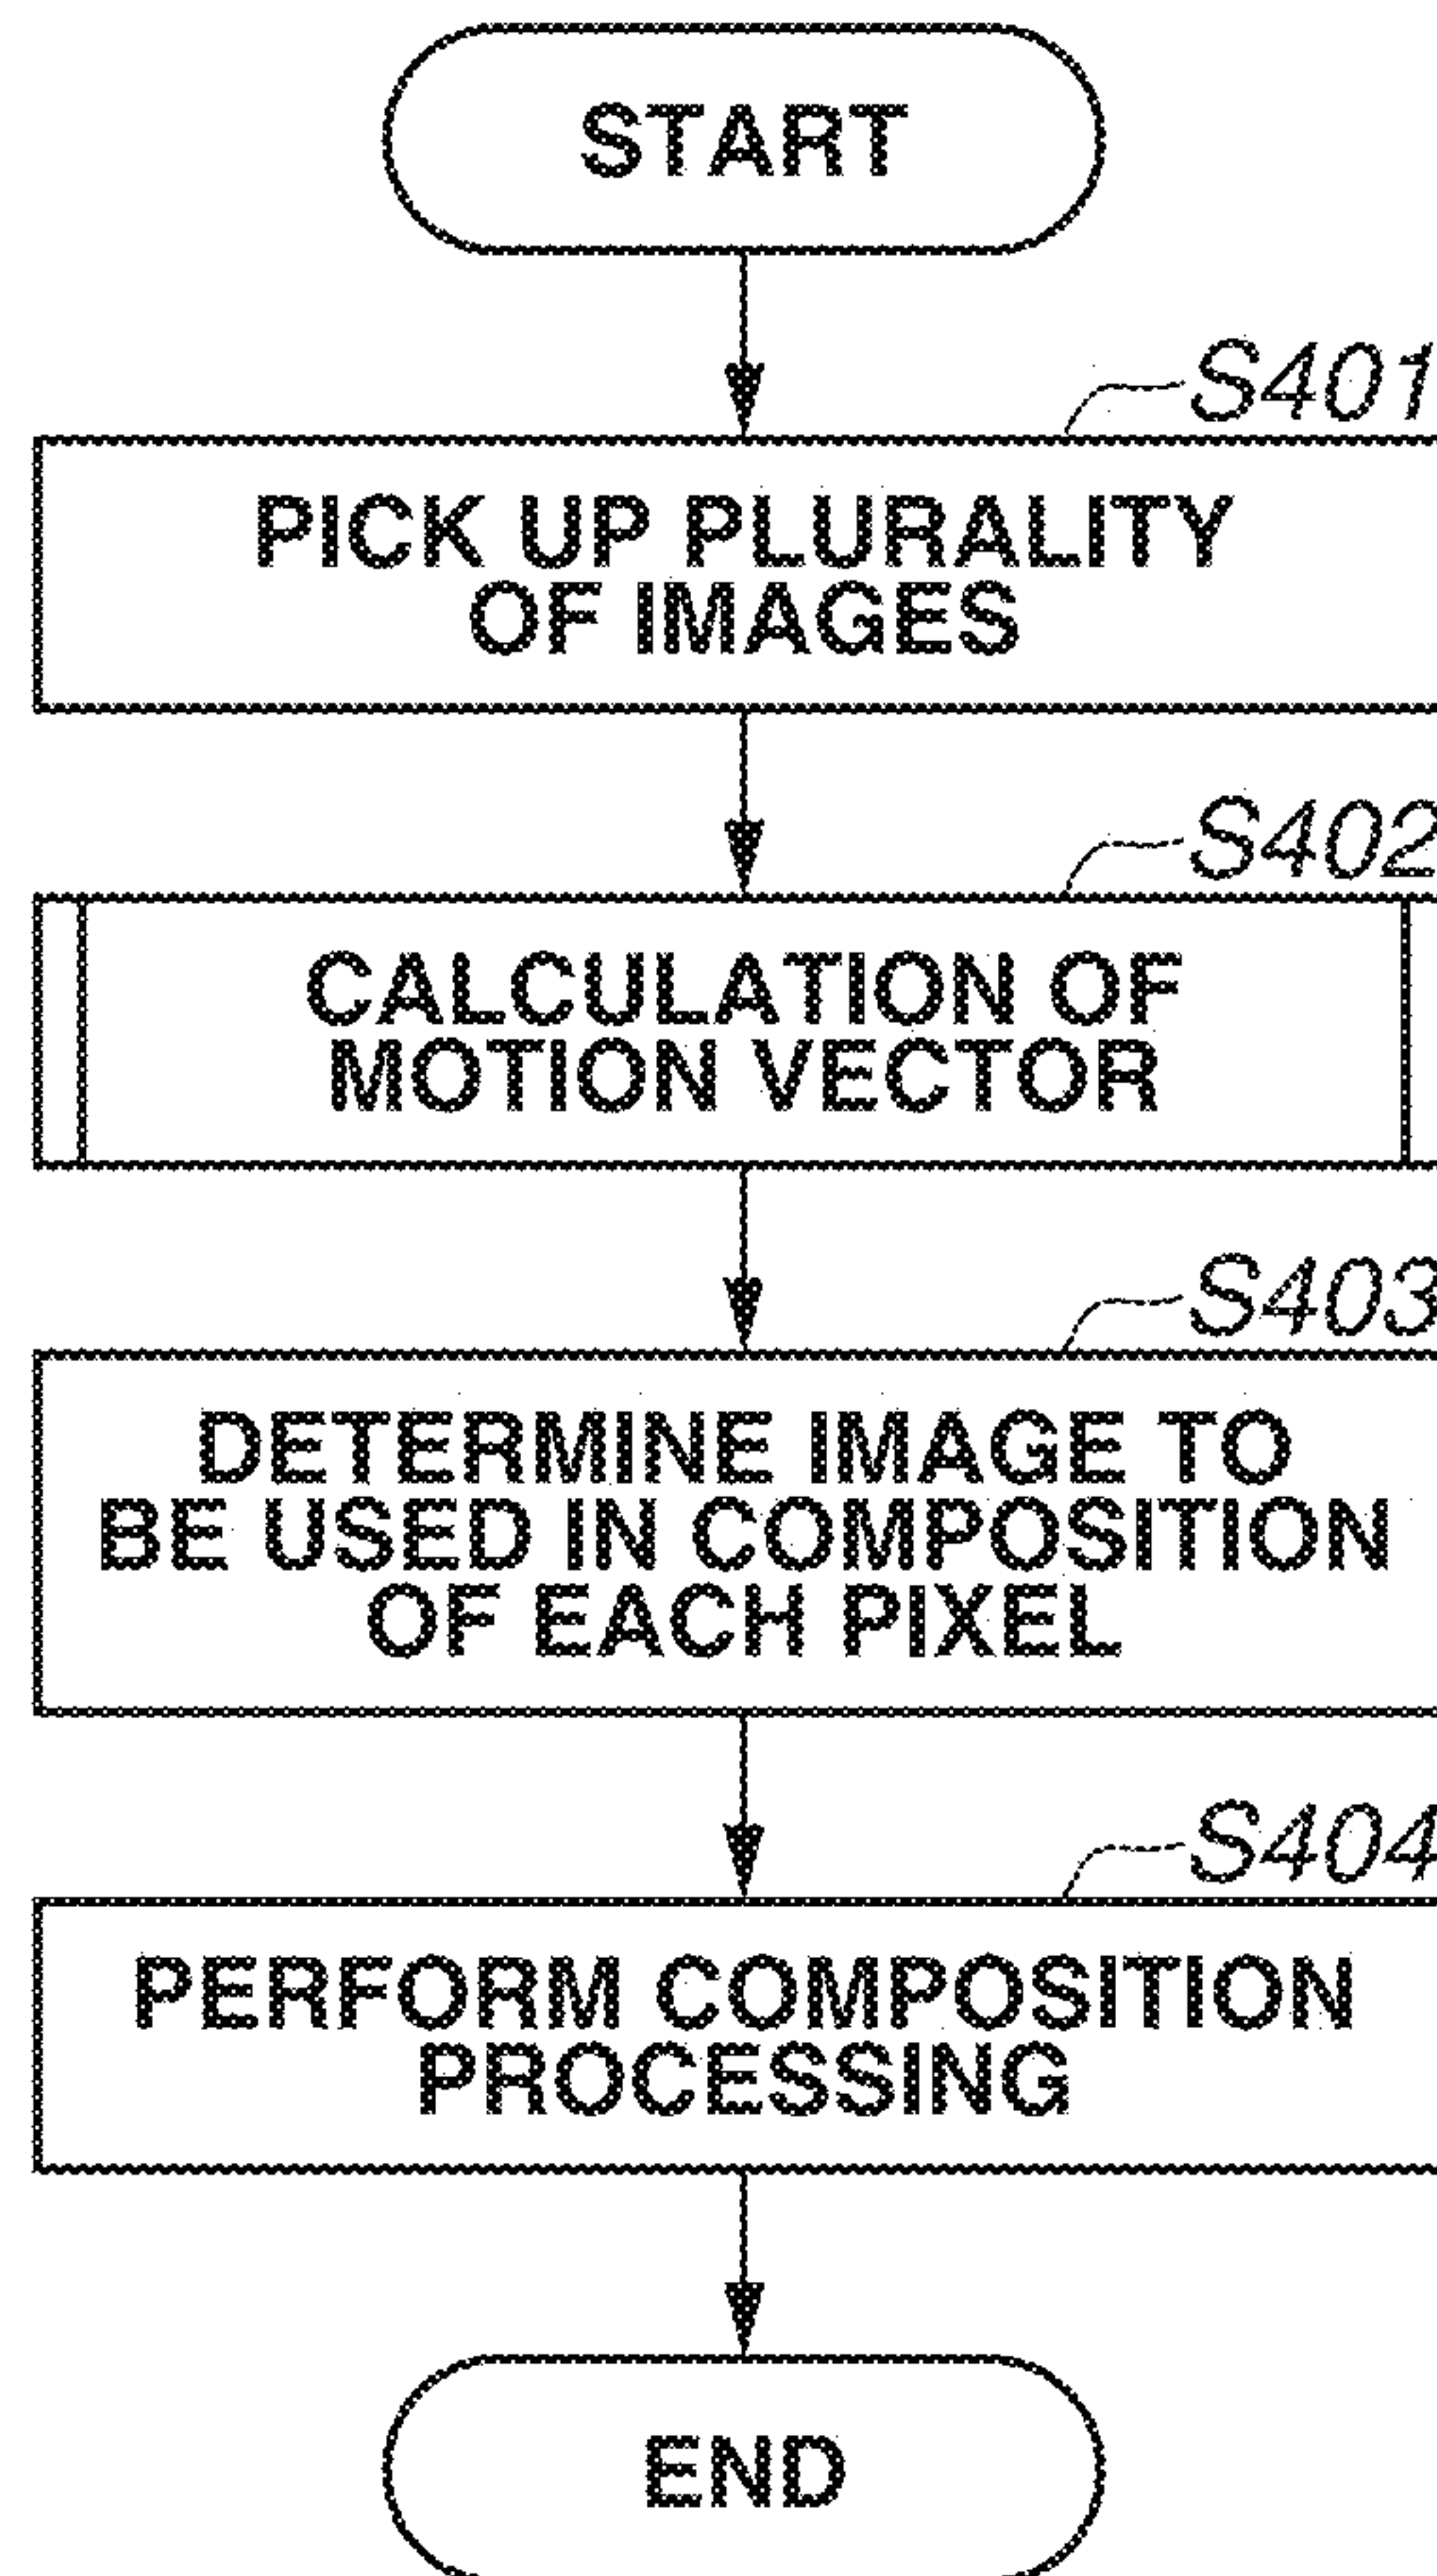 START
S401
PICK UP PLURALITY
OF IMAGES
S402
CALCULATION OF
MOTION VECTOR
S403
DETERMINE IMAGE TO
BE USED IN COMPOSITION
OF EACH PIXEL
S404
PERFORM COMPOSITION
PROCESSING
END